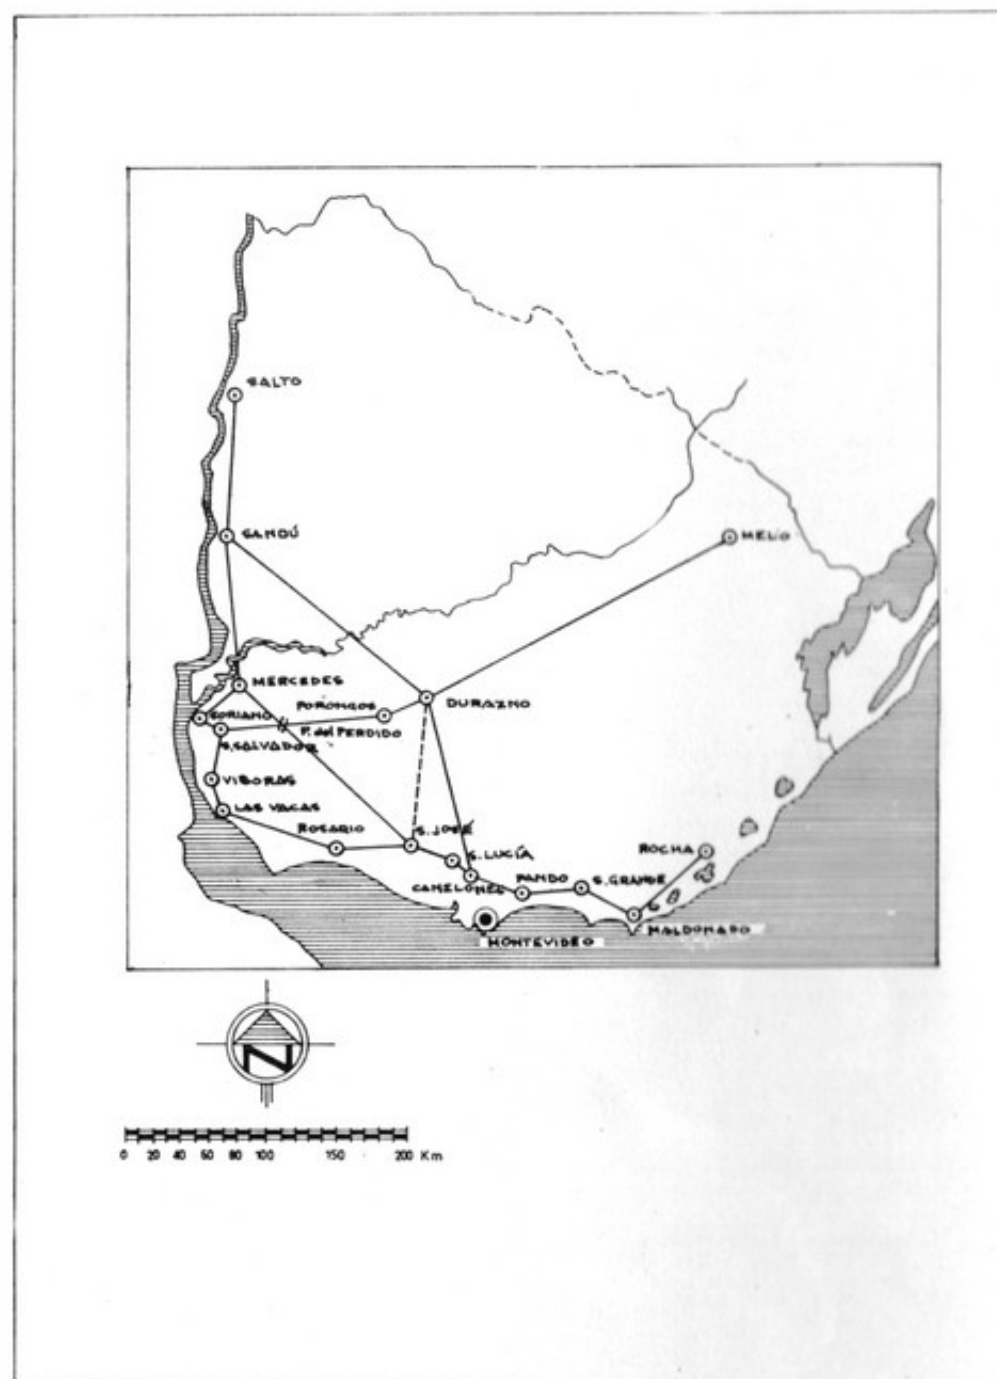 SALTO
SANDÚ
MELO
MERCEDES
SORIANO
PORONGOS
DURAZNO
P. del PERDIDO
S. SALVADOR
VIBORAS
LAS VACAS
ROSARIO
S. JOSÉ
S. LUCÍA
ROCHA
CANELONES
PANDO
S. GRANDE
MALDONADO
MONTEVIDEO
N
0 20 40 60 80 100 150 200 Km